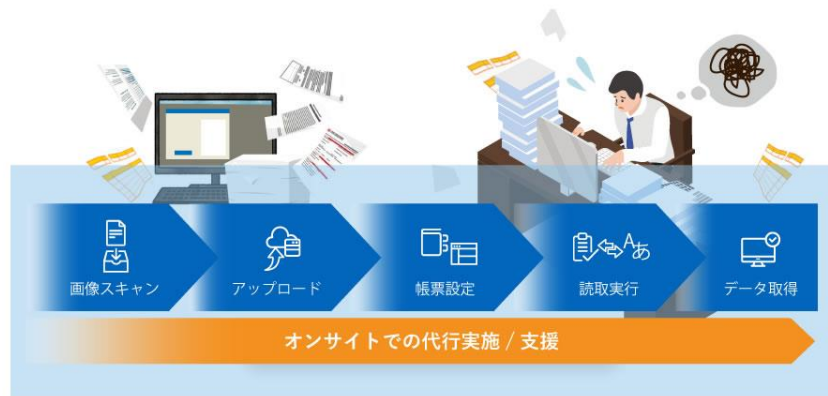 画像スキャン
アップロード
帳票設定
Aあ
読取実行
データ取得
オンサイトでの代行実施 / 支援